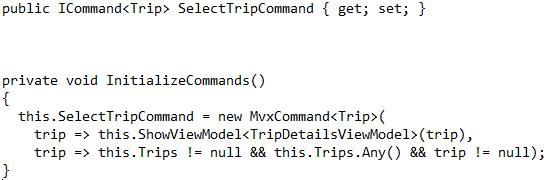 public ICommand<Trip> SelectTripCommand { get; set; }
private void InitializeCommands()
{
this.SelectTripCommand = new MvxCommand<Trip>(
trip => this.ShowViewModel<TripDetailsViewModel>(trip),
trip => this.Trips != null && this.Trips.Any() && trip != null);
}